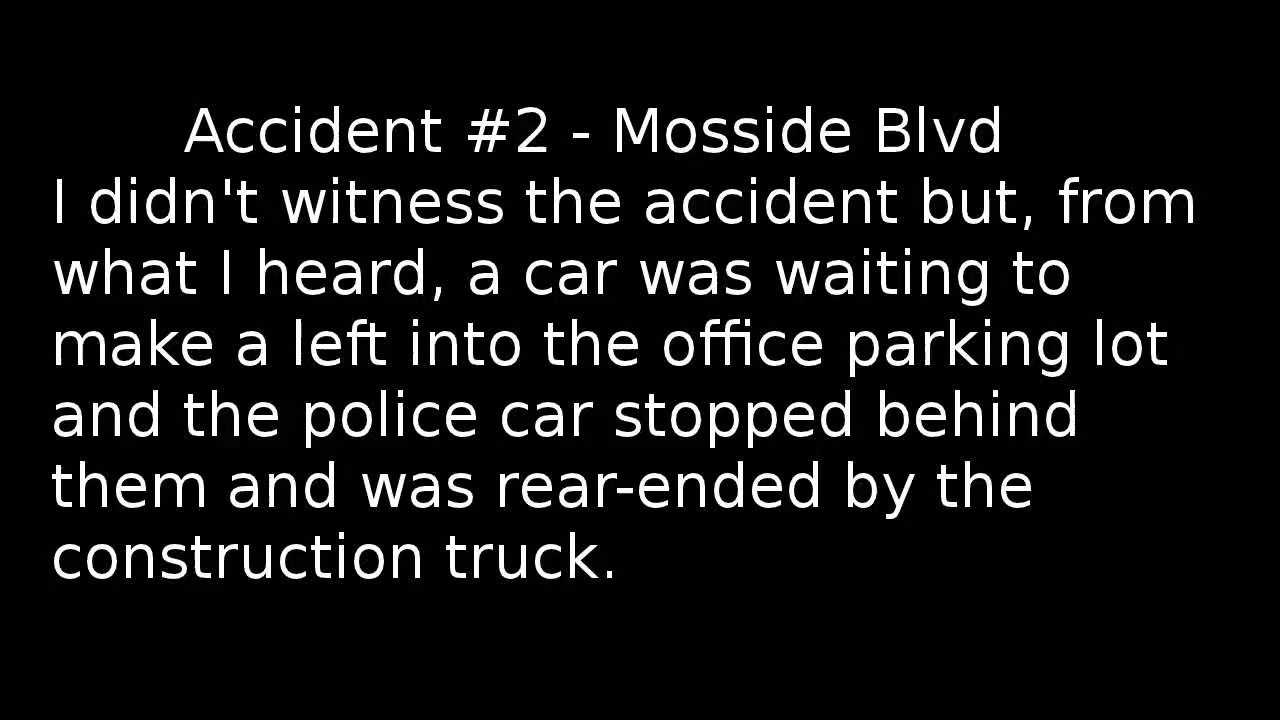 Accident #2 - Mosside Blvd
I didn't witness the accident but, from
what I heard, a car was waiting to
make a left into the office parking lot
and the police car stopped behind
them and was rear-ended by the
construction truck.